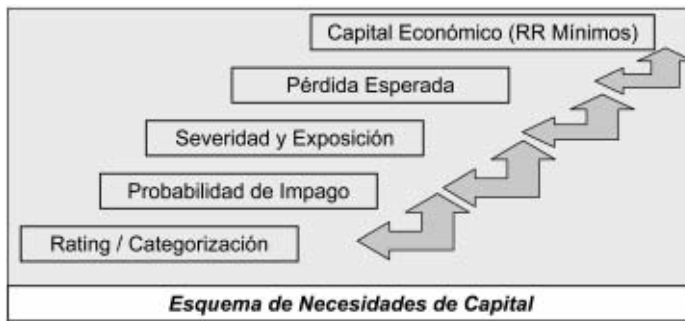 Capital Económico (RR Mínimos)
Pérdida Esperada
Severidad y Exposición
Probabilidad de Impago
Rating / Categorización
Esquema de Necesidades de Capital